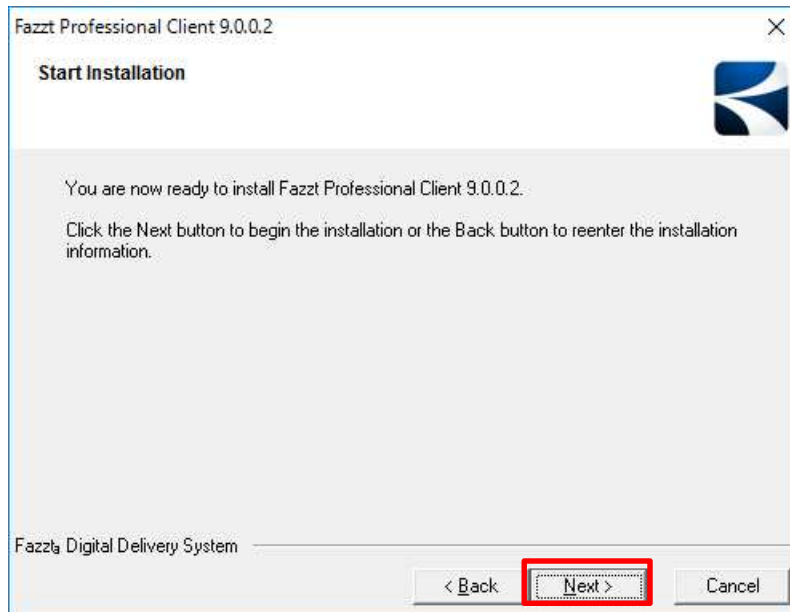 Fazzt Professional Client 9.0.0.2
Start Installation
You are now ready to install Fazzt Professional Client 9.0.0.2.
Click the Next button to begin the installation or the Back button to reenter the installation
information.
Fazztª Digital Delivery System
< Back Next > Cancel